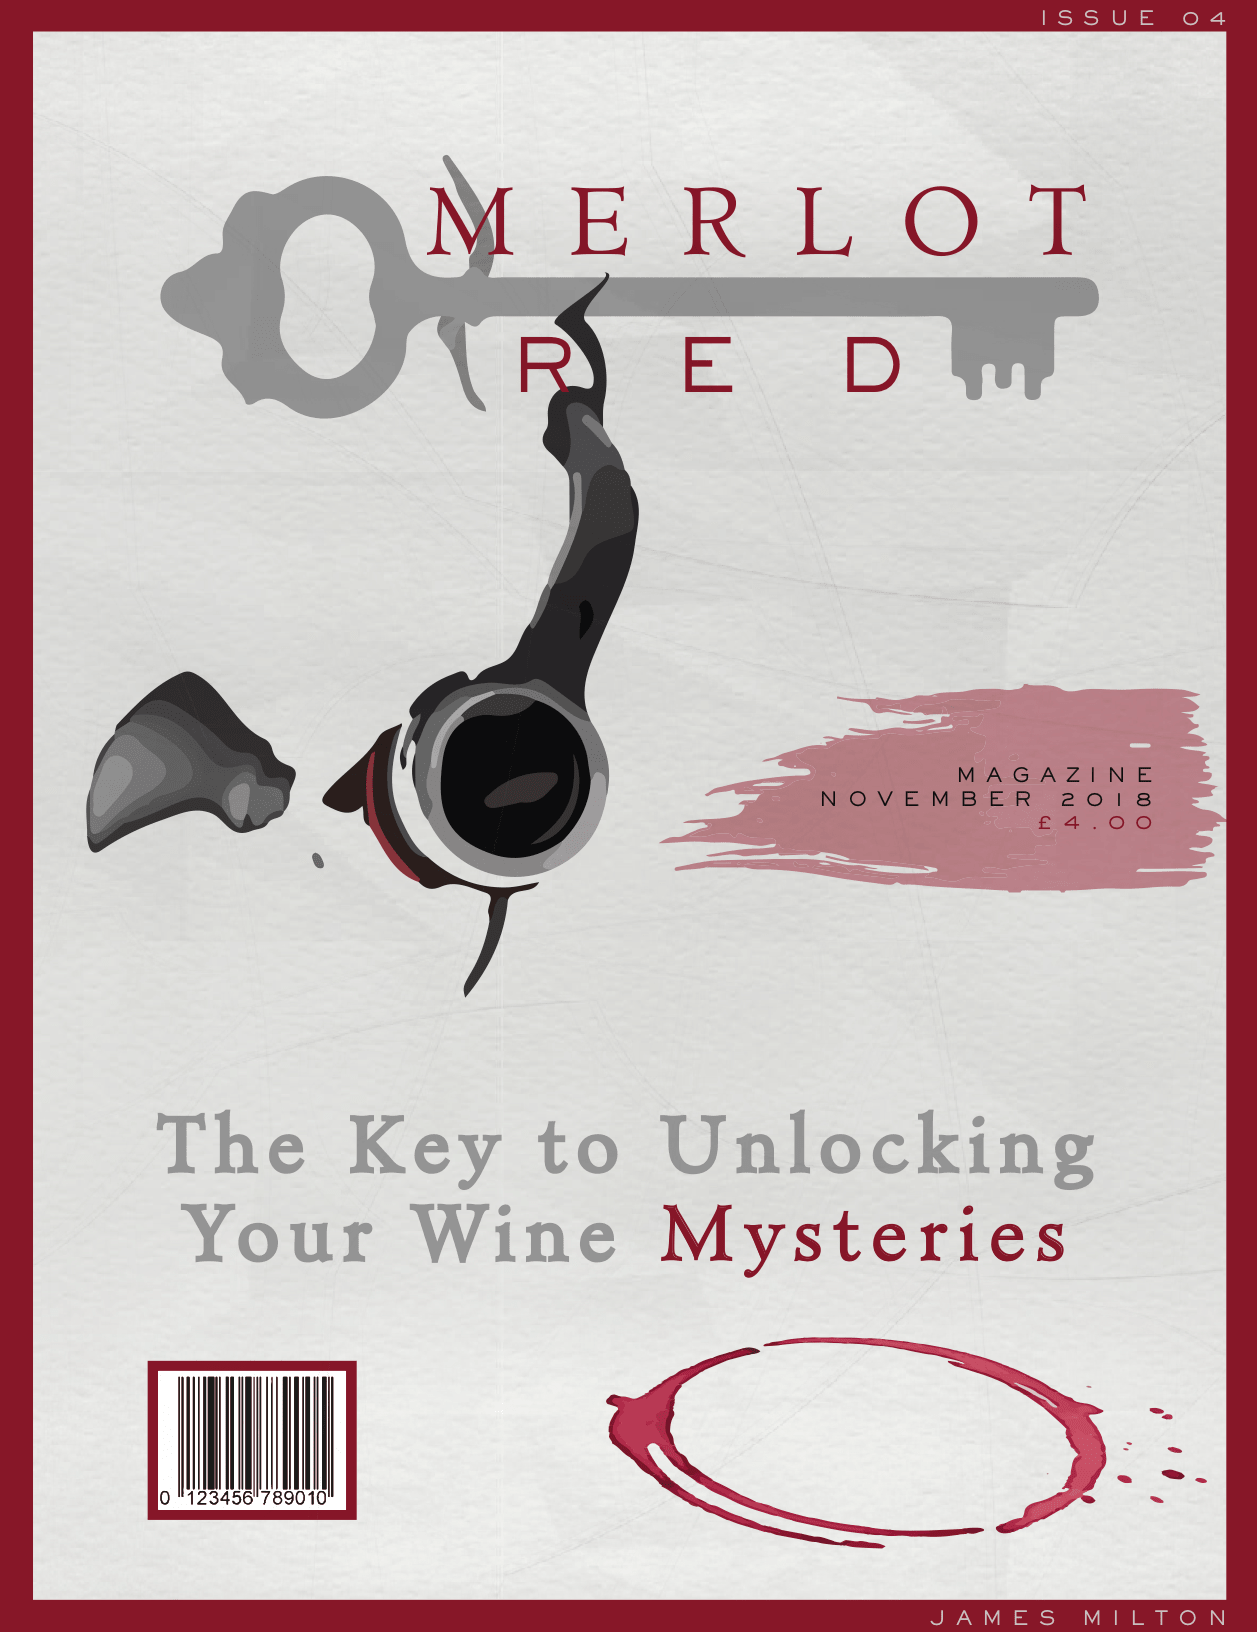 ISSUE 04
MERLOT
RED
MAGAZINE
NOVEMBER 2018
£4.00
The Key to Unlocking
Your Wine Mysteries
0 123456 789010
JAMES MILTON